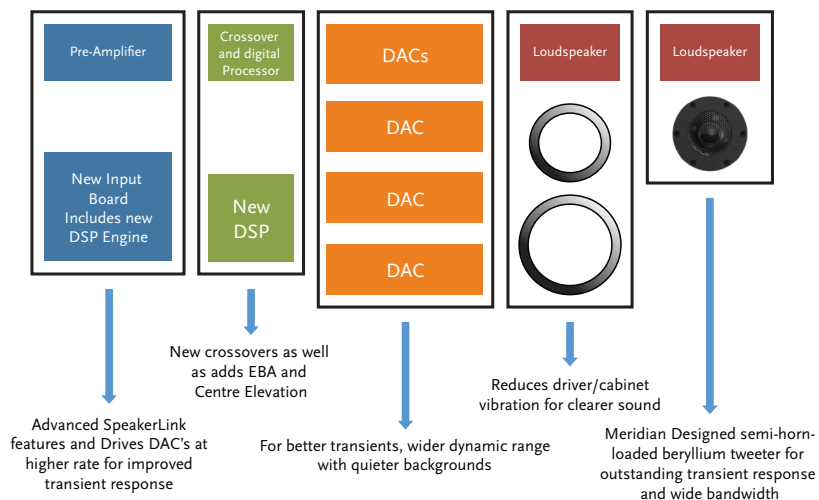 Pre-Amplifier
New Input
Board
Includes new
DSP Engine
Advanced SpeakerLink
features and Drives DAC's at
higher rate for improved
transient response
Crossover
and digital
Processor
New
DSP
New crossovers as well
as adds EBA and
Centre Elevation
DACs
DAC
DAC
DAC
For better transients, wider dynamic range
with quieter backgrounds
Loudspeaker
Reduces driver/cabinet
vibration for clearer sound
Loudspeaker
Meridian Designed semi-horn-
loaded beryllium tweeter for
outstanding transient response
and wide bandwidth